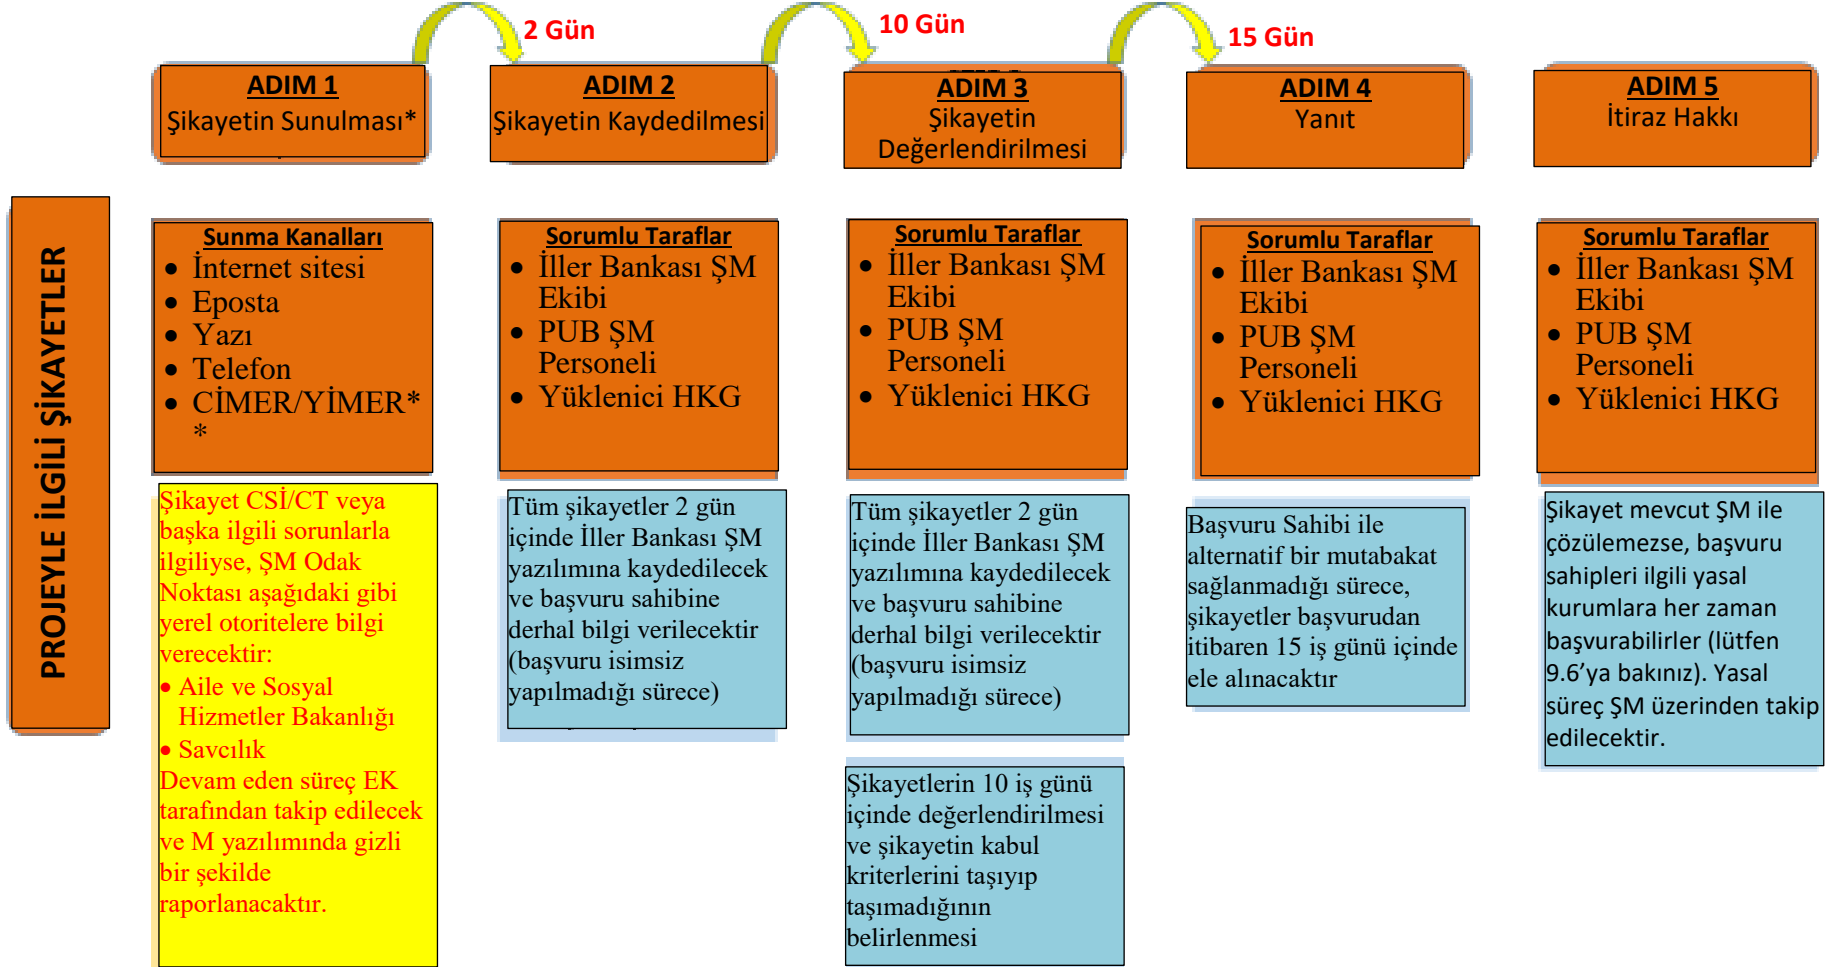 2 Gün
10 Gün
15 Gün
ADIM 1
Şikayetin Sunulması*
ADIM 2
Şikayetin Kaydedilmesi
ADIM 3
Şikayetin
Değerlendirilmesi
ADIM 4
Yanıt
ADIM 5
İtiraz Hakkı
PROJEYLE İLGİLİ ŞİKAYETLER
Sunma Kanalları
• İnternet sitesi
• Eposta
• Yazı
• Telefon
• CİMER/YİMER*
*
Sorumlu Taraflar
• İller Bankası ŞM
Ekibi
• PUB ŞM
Personeli
• Yüklenici HKG
Sorumlu Taraflar
• İller Bankası ŞM
Ekibi
• PUB ŞM
Personeli
• Yüklenici HKG
Sorumlu Taraflar
• İller Bankası ŞM
Ekibi
• PUB ŞM
Personeli
• Yüklenici HKG
Sorumlu Taraflar
• İller Bankası ŞM
Ekibi
• PUB ŞM
Personeli
• Yüklenici HKG
Şikayet CSİ/CT veya
başka ilgili sorunlarla
ilgiliyse, ŞM Odak
Noktası aşağıdaki gibi
yerel otoritelere bilgi
verecektir:
• Aile ve Sosyal
Hizmetler Bakanlığı
• Savcılık
Devam eden süreç EK
tarafından takip edilecek
ve M yazılımında gizli
bir şekilde
raporlanacaktır.
Tüm şikayetler 2 gün
içinde İller Bankası ŞM
yazılımına kaydedilecek
ve başvuru sahibine
derhal bilgi verilecektir
(başvuru isimsiz
yapılmadığı sürece)
Tüm şikayetler 2 gün
içinde İller Bankası ŞM
yazılımına kaydedilecek
ve başvuru sahibine
derhal bilgi verilecektir
(başvuru isimsiz
yapılmadığı sürece)
Şikayetlerin 10 iş günü
içinde değerlendirilmesi
ve şikayetin kabul
kriterlerini taşıyıp
taşımadığının
belirlenmesi
Başvuru Sahibi ile
alternatif bir mutabakat
sağlanmadığı sürece,
şikayetler başvurudan
itibaren 15 iş günü içinde
ele alınacaktır
Şikayet mevcut ŞM ile
çözülemezse, başvuru
sahipleri ilgili yasal
kurumlara her zaman
başvurabilirler (lütfen
9.6’ya bakınız). Yasal
süreç ŞM üzerinden takip
edilecektir.